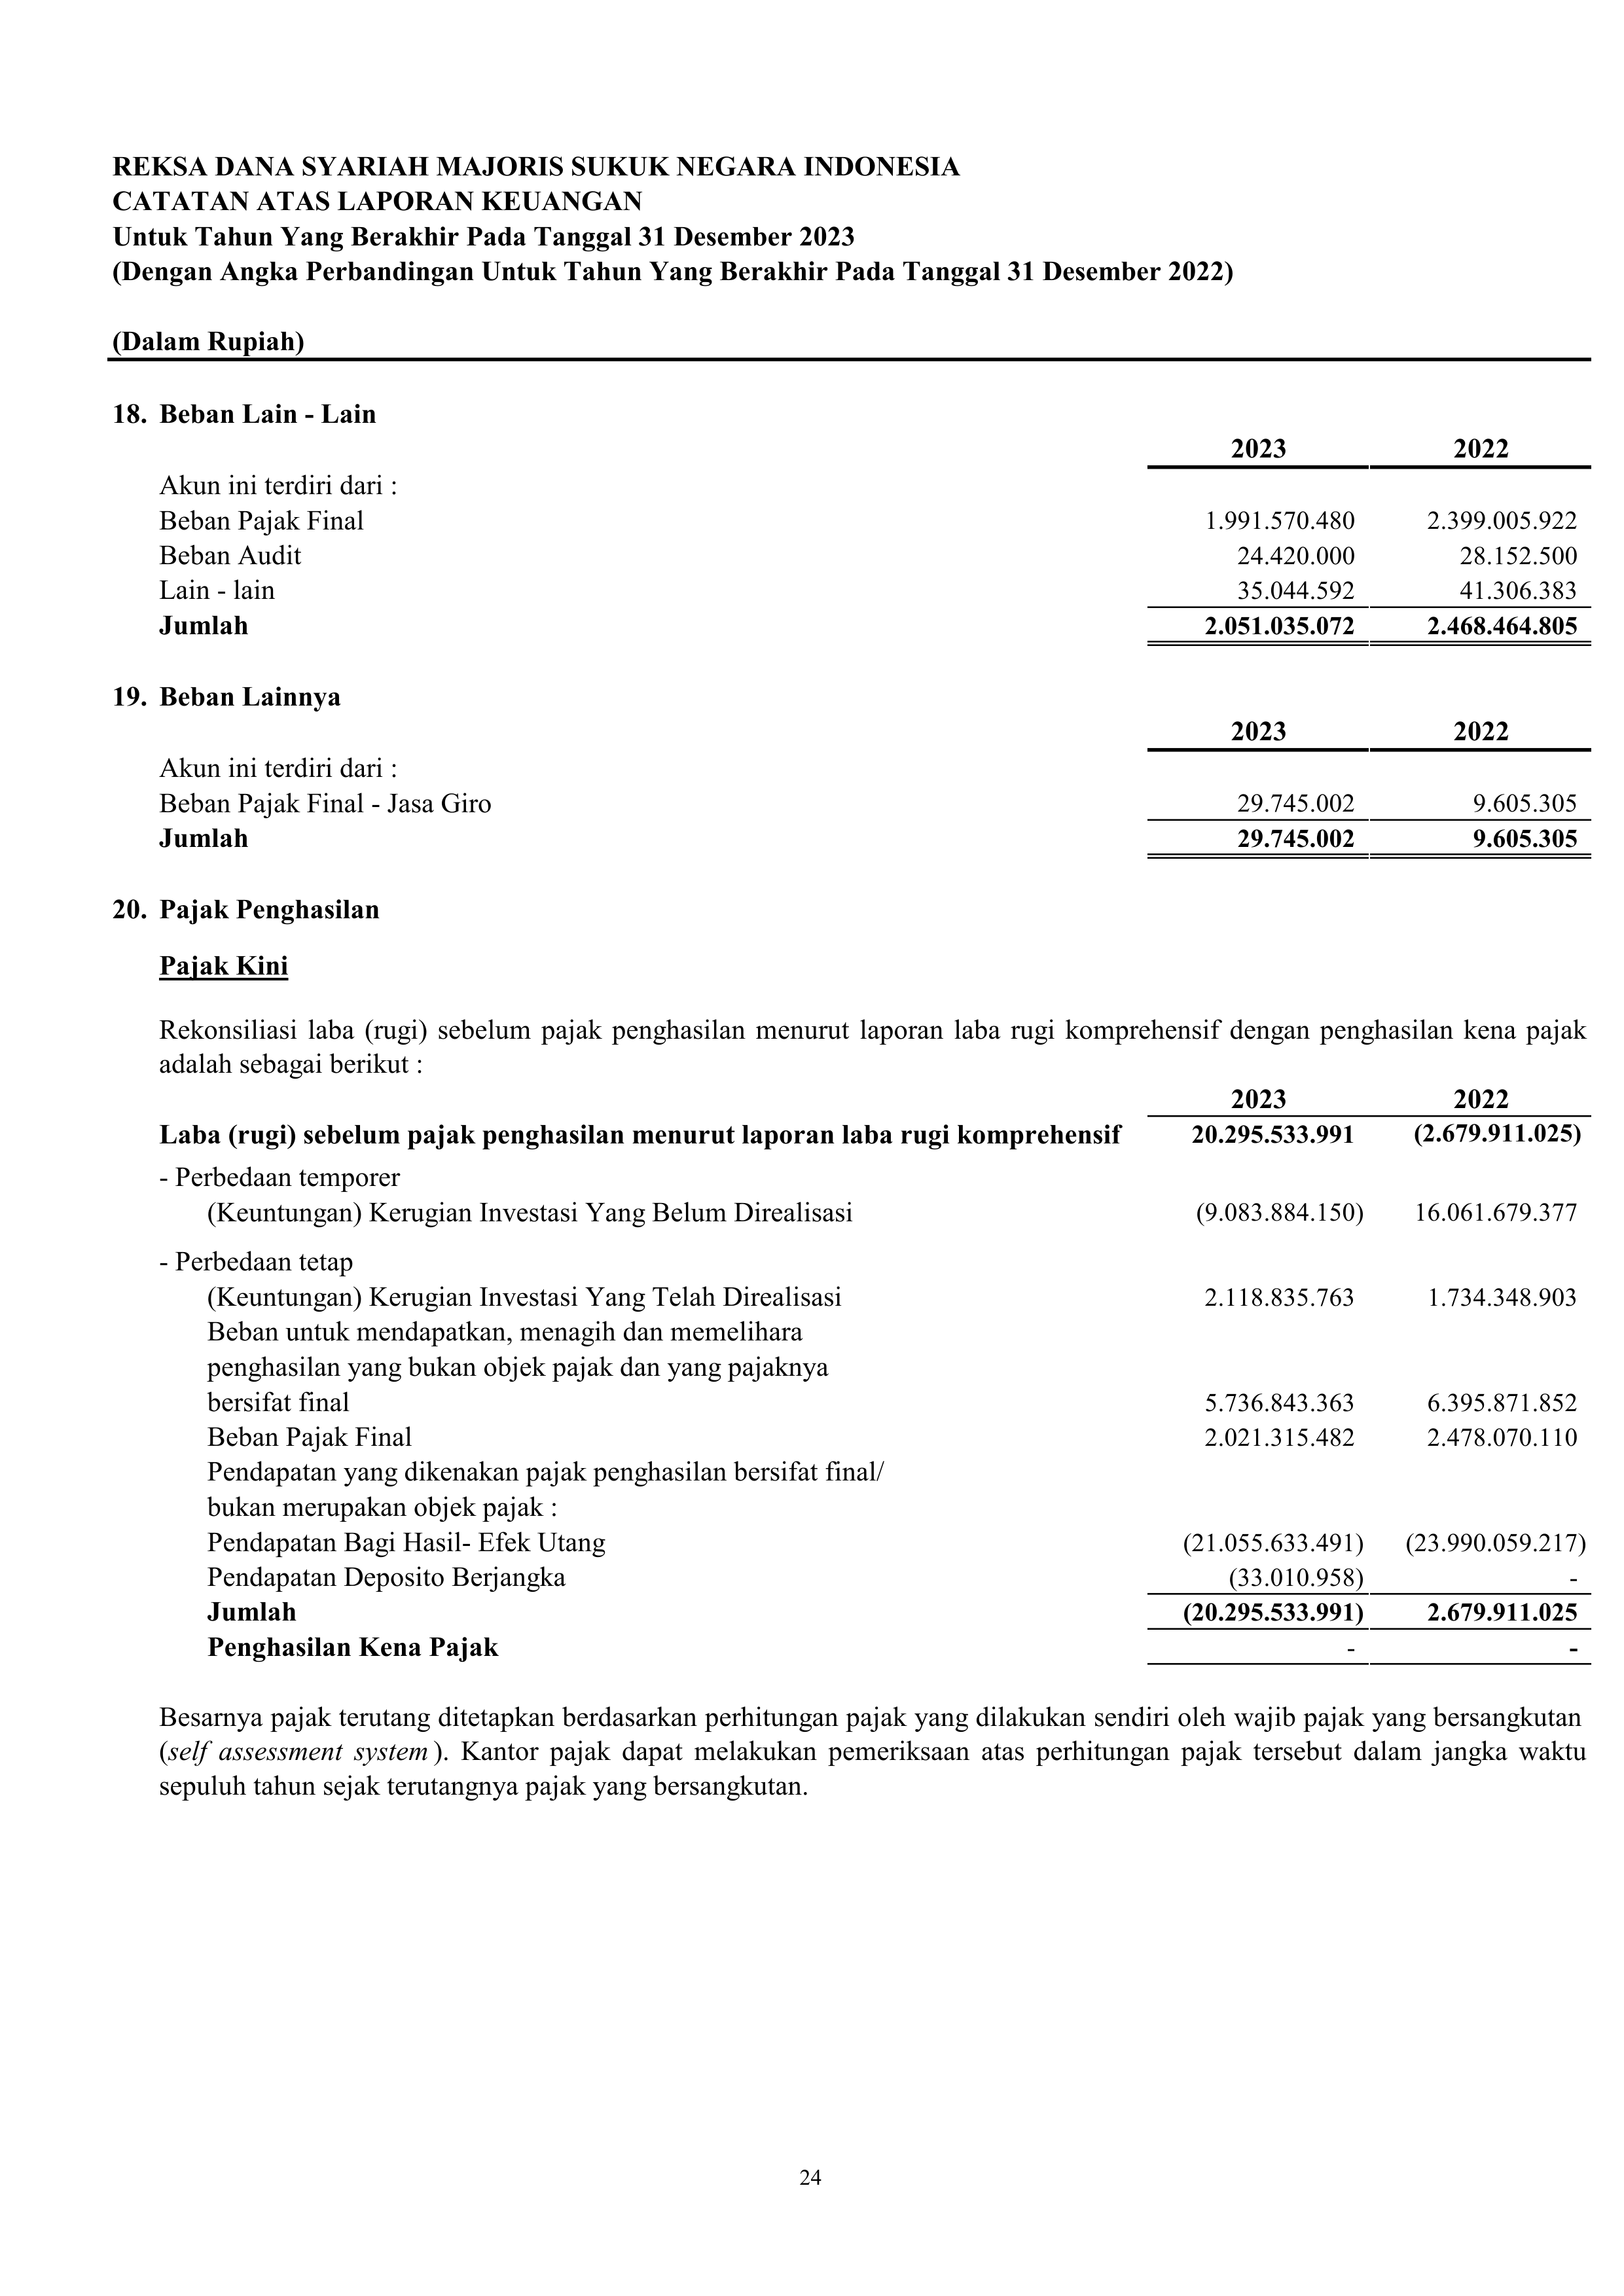 REKSA DANA SYARIAH MAJORIS SUKUK NEGARA INDONESIA
CATATAN ATAS LAPORAN KEUANGAN
Untuk Tahun Yang Berakhir Pada Tanggal 31 Desember 2023
(Dengan Angka Perbandingan Untuk Tahun Yang Berakhir Pada Tanggal 31 Desember 2022)
(Dalam Rupiah)
18. Beban Lain - Lain
2023 2022
Akun ini terdiri dari :
Beban Pajak Final 1.991.570.480 2.399.005.922
Beban Audit 24.420.000 28.152.500
Lain - lain 35.044.592 41.306.383
Jumlah 2.051.035.072 2.468.464.805
19. Beban Lainnya
2023 2022
Akun ini terdiri dari :
Beban Pajak Final - Jasa Giro 29.745.002 9.605.305
Jumlah 29.745.002 9.605.305
20. Pajak Penghasilan
Pajak Kini
Rekonsiliasi laba (rugi) sebelum pajak penghasilan menurut laporan laba rugi komprehensif dengan penghasilan kena pajak
adalah sebagai berikut :
2023 2022
Laba (rugi) sebelum pajak penghasilan menurut laporan laba rugi komprehensif 20.295.533.991 (2.679.911.025)
- Perbedaan temporer
(Keuntungan) Kerugian Investasi Yang Belum Direalisasi (9.083.884.150) 16.061.679.377
- Perbedaan tetap
(Keuntungan) Kerugian Investasi Yang Telah Direalisasi 2.118.835.763 1.734.348.903
Beban untuk mendapatkan, menagih dan memelihara
penghasilan yang bukan objek pajak dan yang pajaknya
bersifat final 5.736.843.363 6.395.871.852
Beban Pajak Final 2.021.315.482 2.478.070.110
Pendapatan yang dikenakan pajak penghasilan bersifat final/
bukan merupakan objek pajak :
Pendapatan Bagi Hasil- Efek Utang (21.055.633.491) (23.990.059.217)
Pendapatan Deposito Berjangka (33.010.958) -
Jumlah (20.295.533.991) 2.679.911.025
Penghasilan Kena Pajak - -
Besarnya pajak terutang ditetapkan berdasarkan perhitungan pajak yang dilakukan sendiri oleh wajib pajak yang bersangkutan
(self assessment system ). Kantor pajak dapat melakukan pemeriksaan atas perhitungan pajak tersebut dalam jangka waktu
sepuluh tahun sejak terutangnya pajak yang bersangkutan.
24